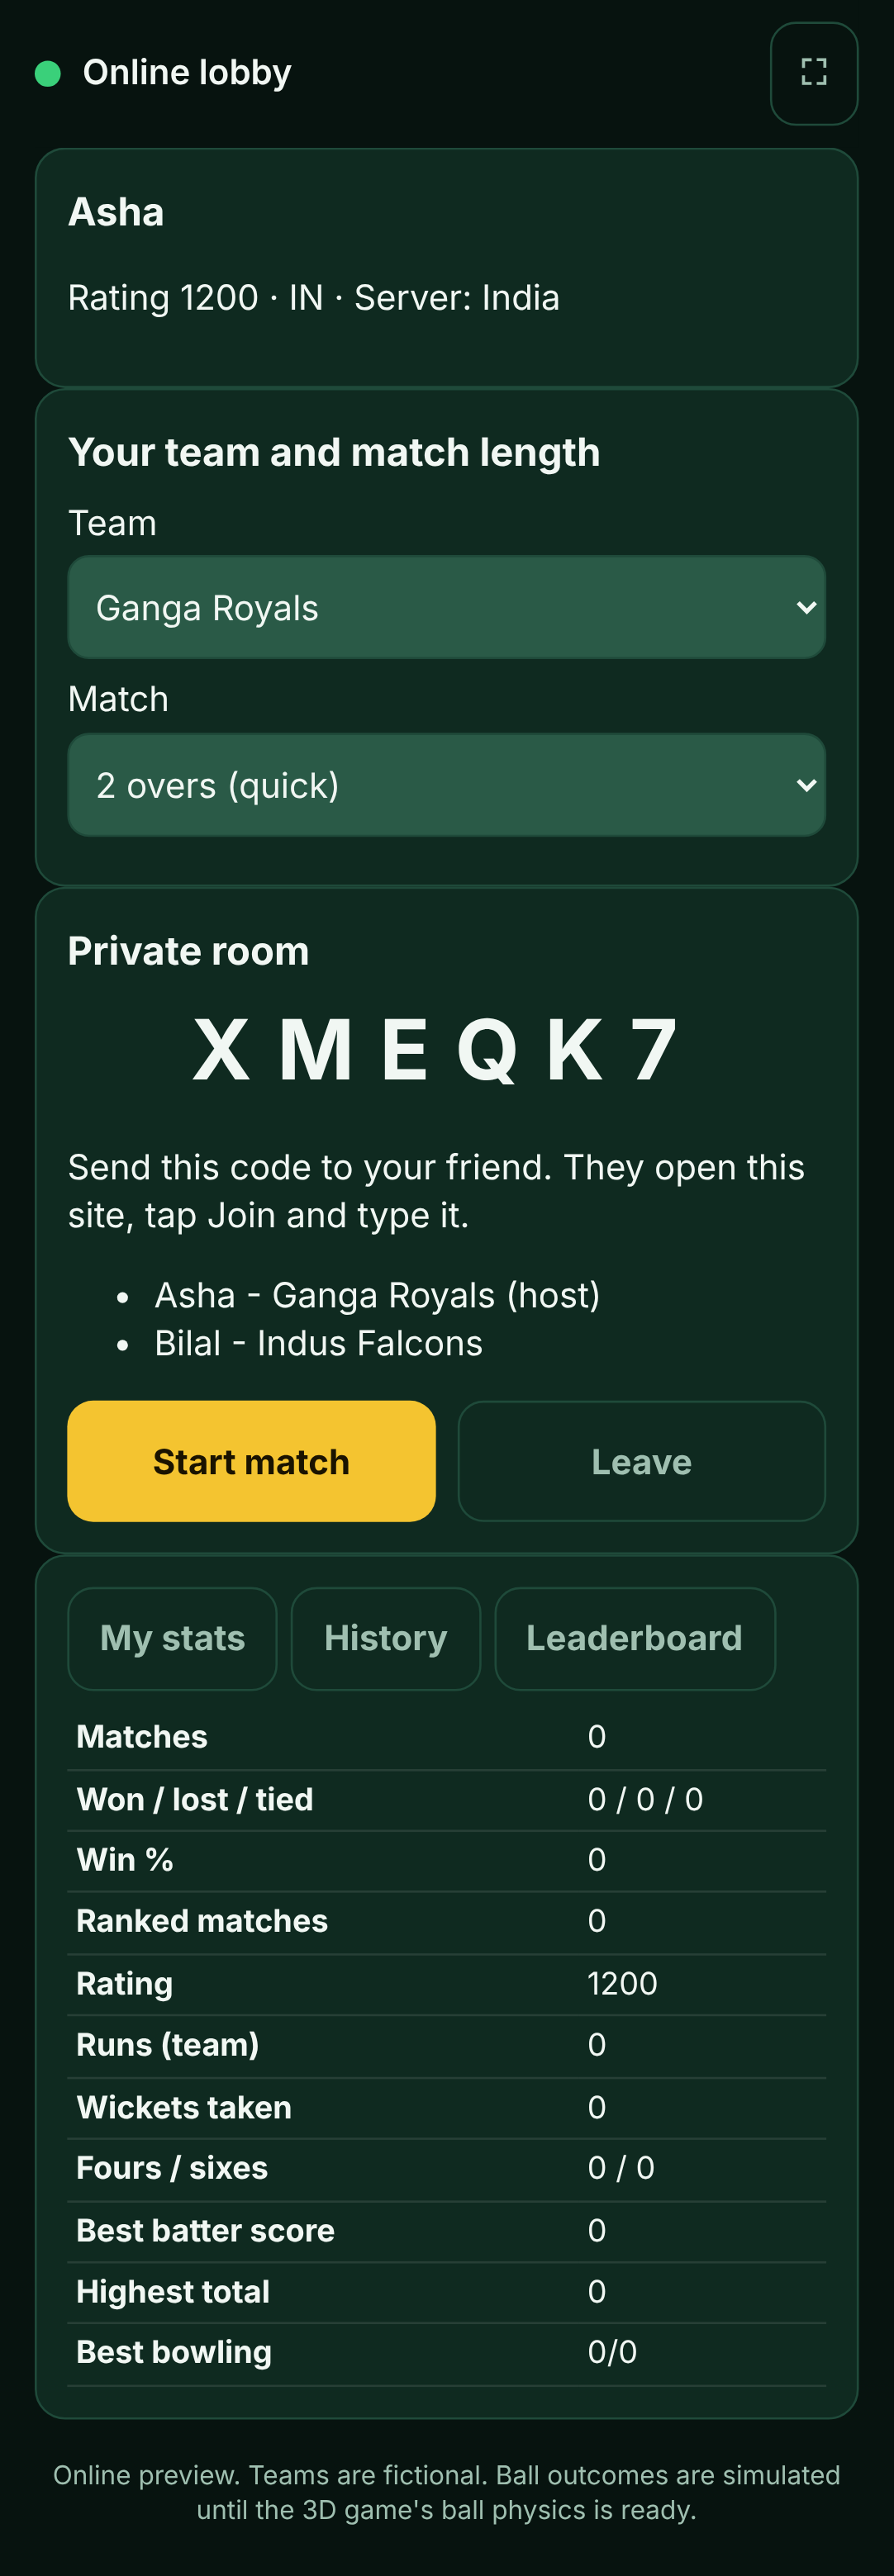 Online lobby
Asha
Rating 1200 · IN · Server: India
Your team and match length
Team
Ganga Royals
Match
2 overs (quick)
Private room
XMEQK7
Send this code to your friend. They open this
site, tap Join and type it.
• Asha - Ganga Royals (host)
• Bilal - Indus Falcons
Start match Leave
My stats History Leaderboard
Matches 0
Won / lost / tied 0 / 0 / 0
Win % 0
Ranked matches 0
Rating 1200
Runs (team) 0
Wickets taken 0
Fours / sixes 0 / 0
Best batter score 0
Highest total 0
Best bowling 0/0
Online preview. Teams are fictional. Ball outcomes are simulated
until the 3D game's ball physics is ready.